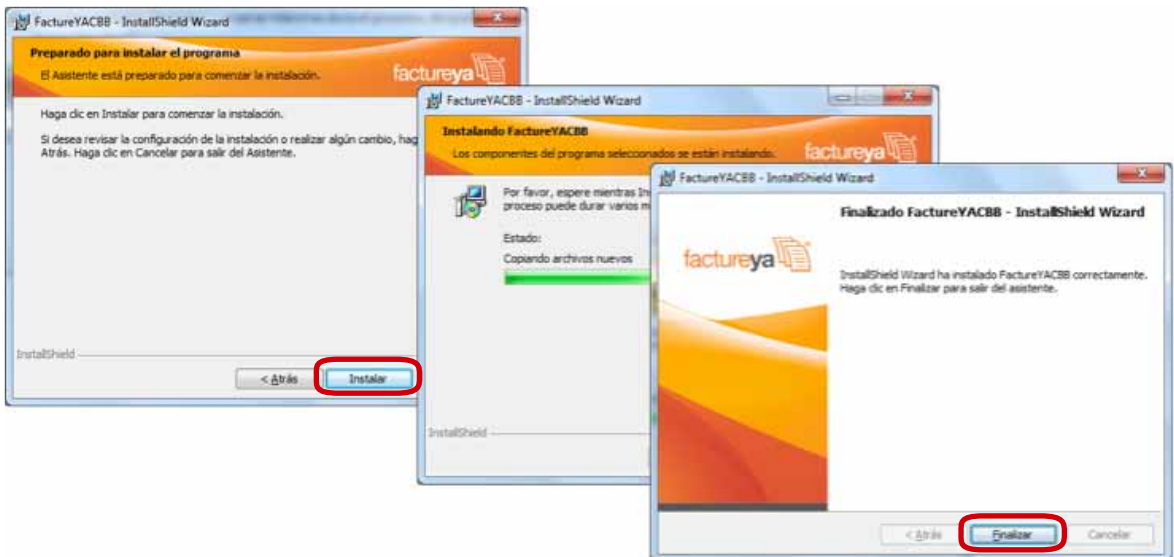 FactureYACBB - InstallShield Wizard
Preparado para instalar el programa
El Asistente está preparado para comenzar la instalación.
factureya
Haga clic en Instalar para comenzar la instalación.
Si desea revisar la configuración de la instalación o realizar algún cambio, hag
Atrás. Haga clic en Cancelar para salir del Asistente.
InstallShield
< Atrás
Instalar
FactureYACBB - InstallShield Wizard
Instalando FactureYACBB
Los componentes del programa seleccionados se están instalando.
factureya
Por favor, espere mientras In
proceso puede durar varios m
Estado:
Copiando archivos nuevos
InstallShield
FactureYACBB - InstallShield Wizard
factureya
Finalizado FactureYACBB - InstallShield Wizard
InstallShield Wizard ha instalado FactureYACBB correctamente.
Haga clic en Finalizar para salir del asistente.
< Atrás
Finalizar
Cancelar